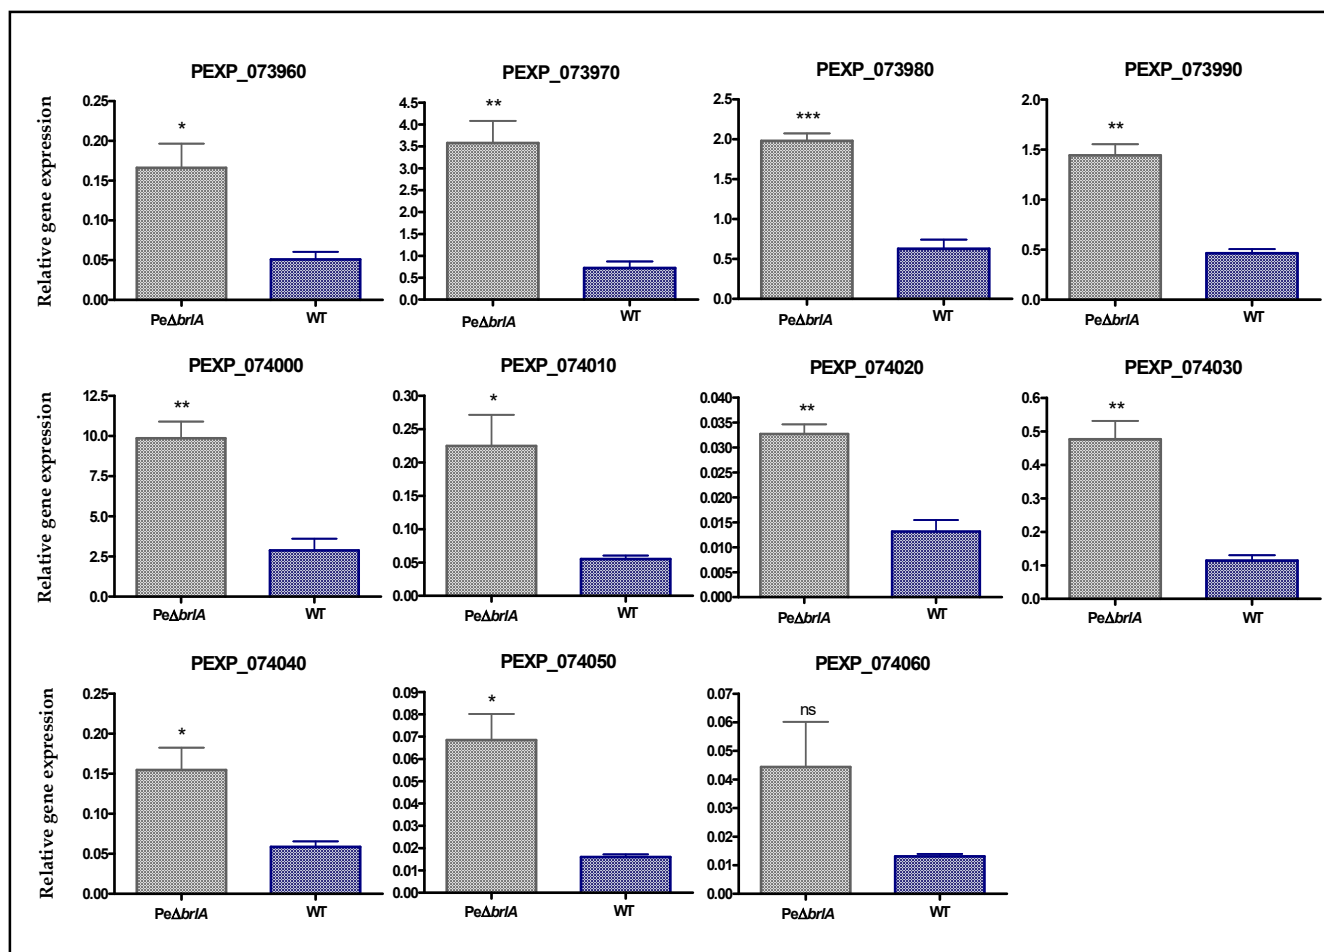 PEXP_073960 PEXP_073970 PEXP_073980 PEXP_073990
Relative gene expression
0.25 0.20 0.15 0.10 0.05 0.00
*
PeΔbrlA WT
4.5 4.0 3.5 3.0 2.5 2.0 1.5 1.0 0.5 0.0
**
PeΔbrlA WT
2.5 2.0 1.5 1.0 0.5 0.0
***
PeΔbrlA WT
2.0 1.5 1.0 0.5 0.0
**
PeΔbrlA WT
PEXP_074000 PEXP_074010 PEXP_074020 PEXP_074030
Relative gene expression
12.5 10.0 7.5 5.0 2.5 0.0
**
PeΔbrlA WT
0.30 0.25 0.20 0.15 0.10 0.05 0.00
*
PeΔbrlA WT
0.040 0.035 0.030 0.025 0.020 0.015 0.010 0.005 0.000
**
PeΔbrlA WT
0.6 0.5 0.4 0.3 0.2 0.1 0.0
**
PeΔbrlA WT
PEXP_074040 PEXP_074050 PEXP_074060
Relative gene expression
0.25 0.20 0.15 0.10 0.05 0.00
*
PeΔbrlA WT
0.09 0.08 0.07 0.06 0.05 0.04 0.03 0.02 0.01 0.00
*
PeΔbrlA WT
0.07 0.06 0.05 0.04 0.03 0.02 0.01 0.00
ns
PeΔbrlA WT